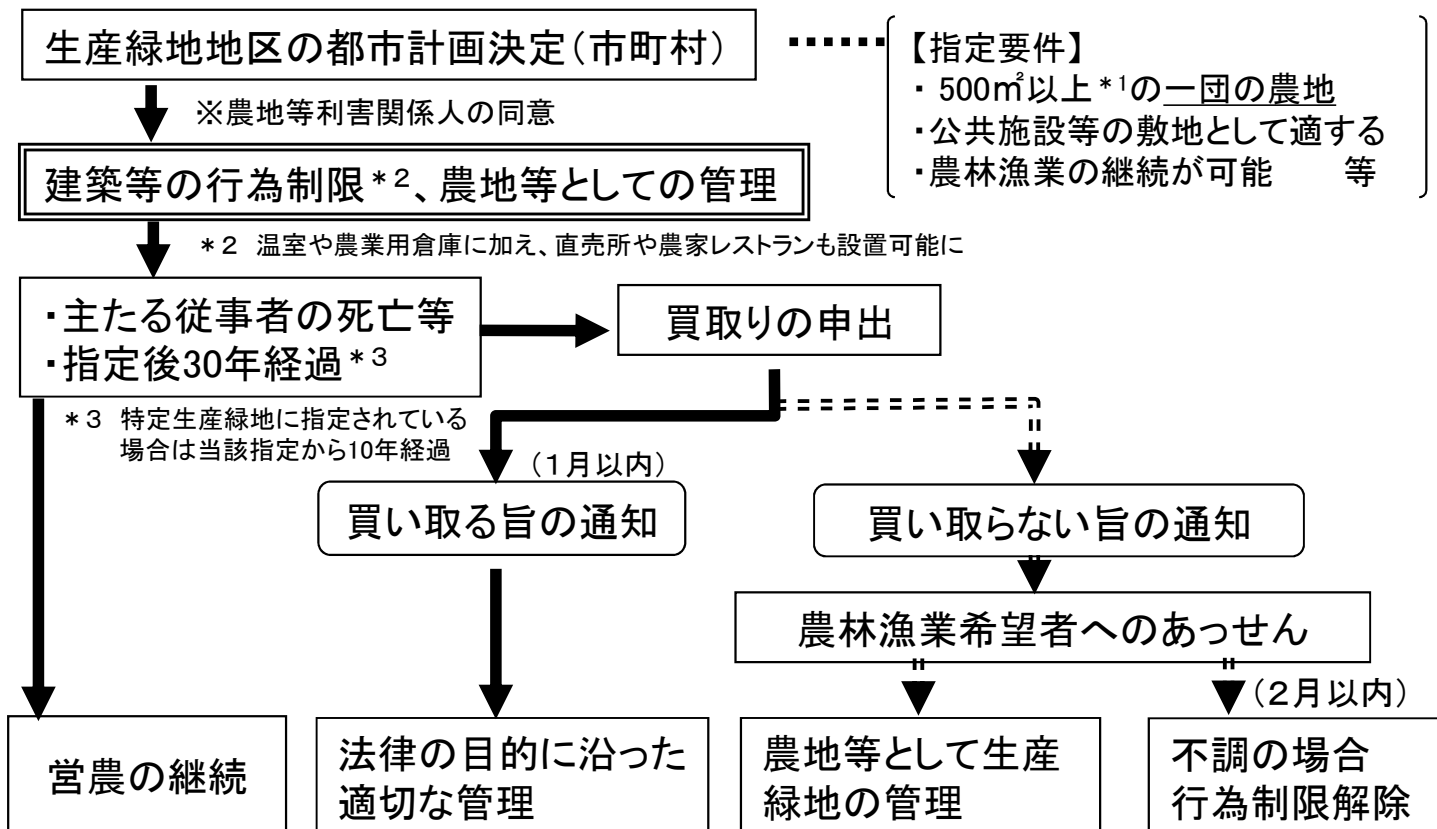 生産緑地地区の都市計画決定（市町村）
【指定要件】
・ 500㎡以上*1の一団の農地
・公共施設等の敷地として適する
・農林漁業の継続が可能　　等
※農地等利害関係人の同意
建築等の行為制限*2、農地等としての管理
*2 温室や農業用倉庫に加え、直売所や農家レストランも設置可能に
・主たる従事者の死亡等
・指定後30年経過*3
買取りの申出
*3 特定生産緑地に指定されている
場合は当該指定から10年経過
（1月以内）
買い取る旨の通知
買い取らない旨の通知
農林漁業希望者へのあっせん
（2月以内）
営農の継続
法律の目的に沿った
適切な管理
農地等として生産
緑地の管理
不調の場合
行為制限解除